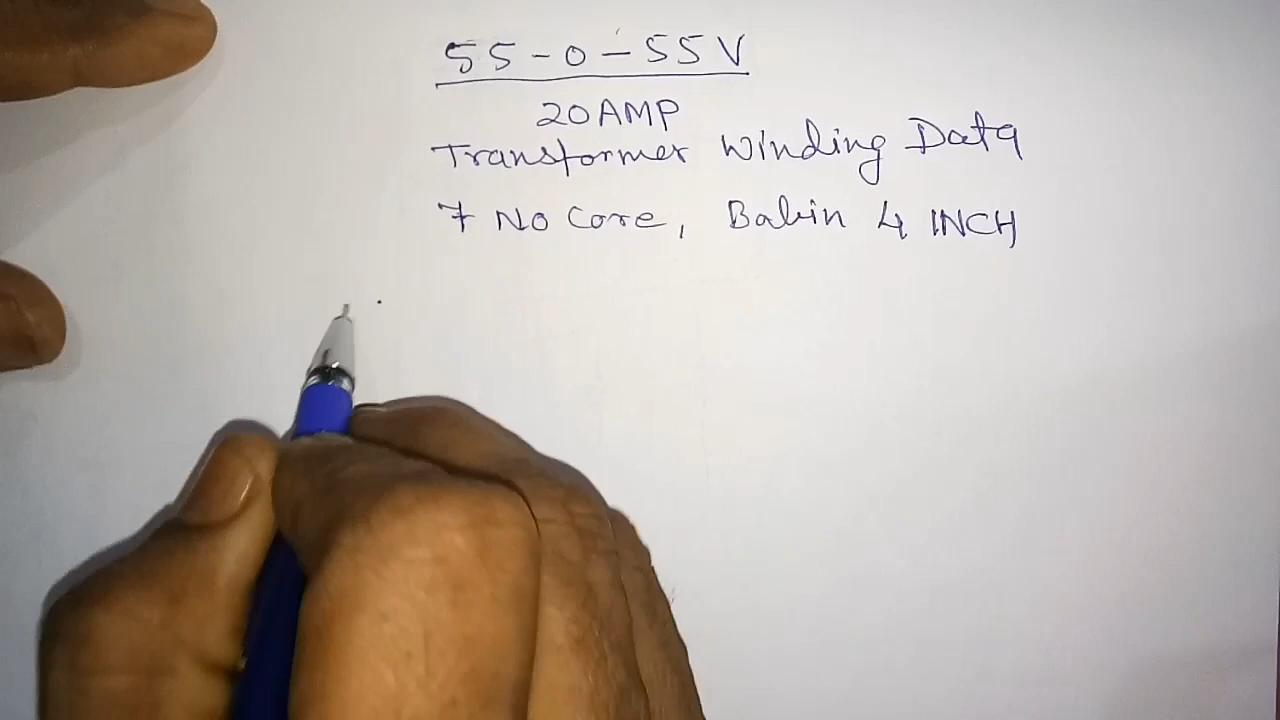 55-0-55V
20AMP
Transformer Winding Data
7 No Core, Babin 4 INCH